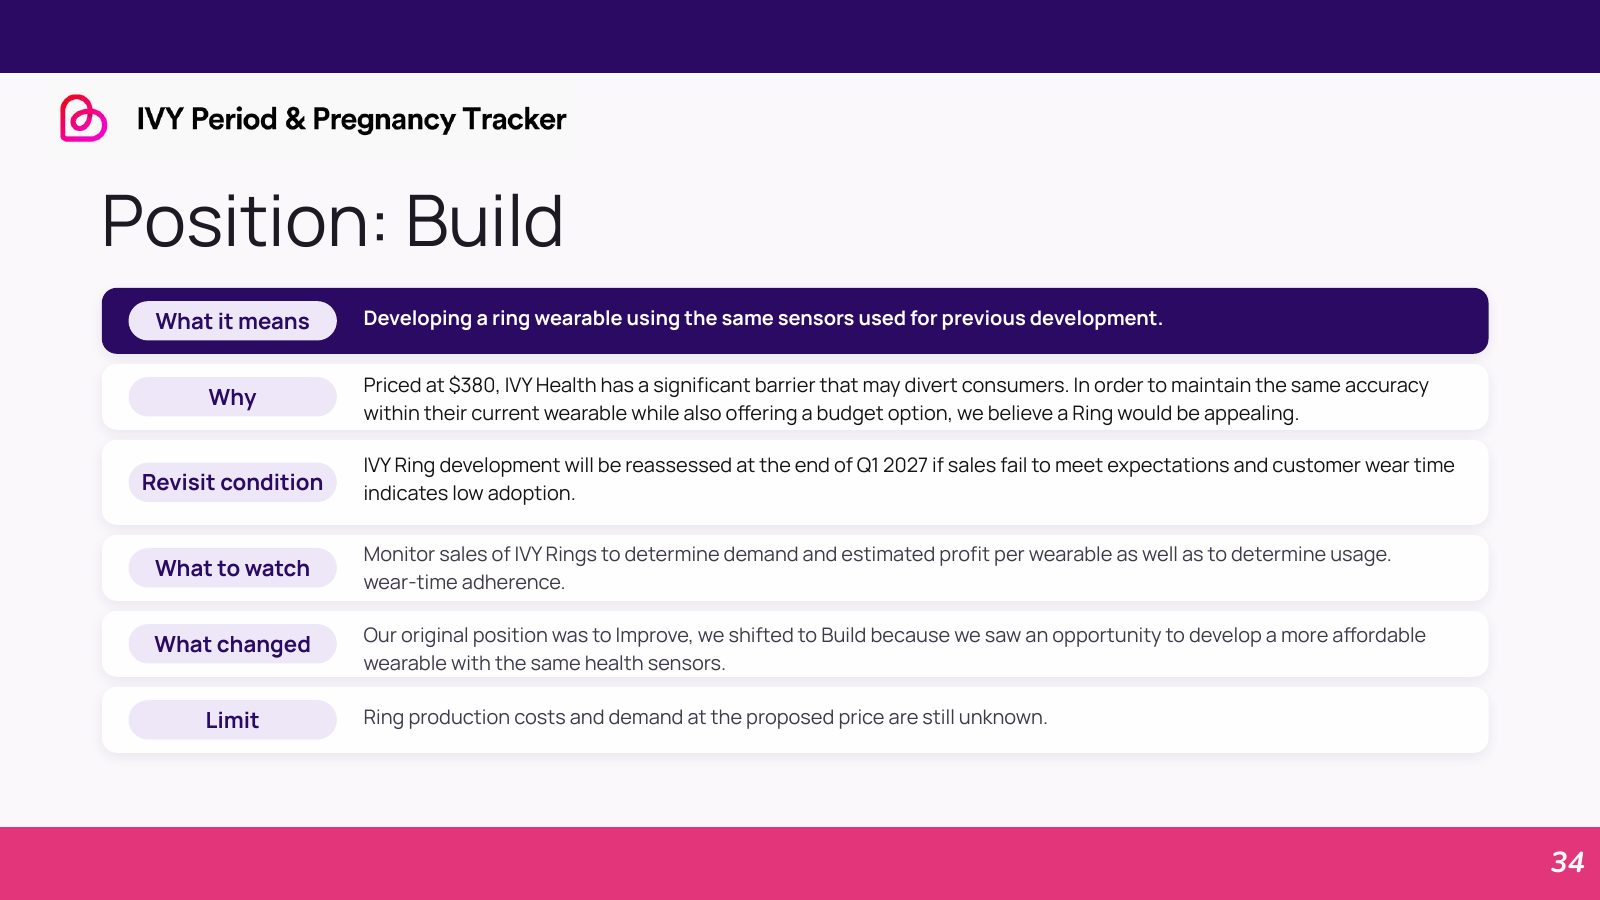 IVY Period & Pregnancy Tracker
Position: Build
What it means
Developing a ring wearable using the same sensors used for previous development.
Why
Priced at $380, IVY Health has a significant barrier that may divert consumers. In order to maintain the same accuracy
within their current wearable while also offering a budget option, we believe a Ring would be appealing.
Revisit condition
IVY Ring development will be reassessed at the end of Q1 2027 if sales fail to meet expectations and customer wear time
indicates low adoption.
What to watch
Monitor sales of IVY Rings to determine demand and estimated profit per wearable as well as to determine usage.
wear-time adherence.
What changed
Our original position was to Improve, we shifted to Build because we saw an opportunity to develop a more affordable
wearable with the same health sensors.
Limit
Ring production costs and demand at the proposed price are still unknown.
34